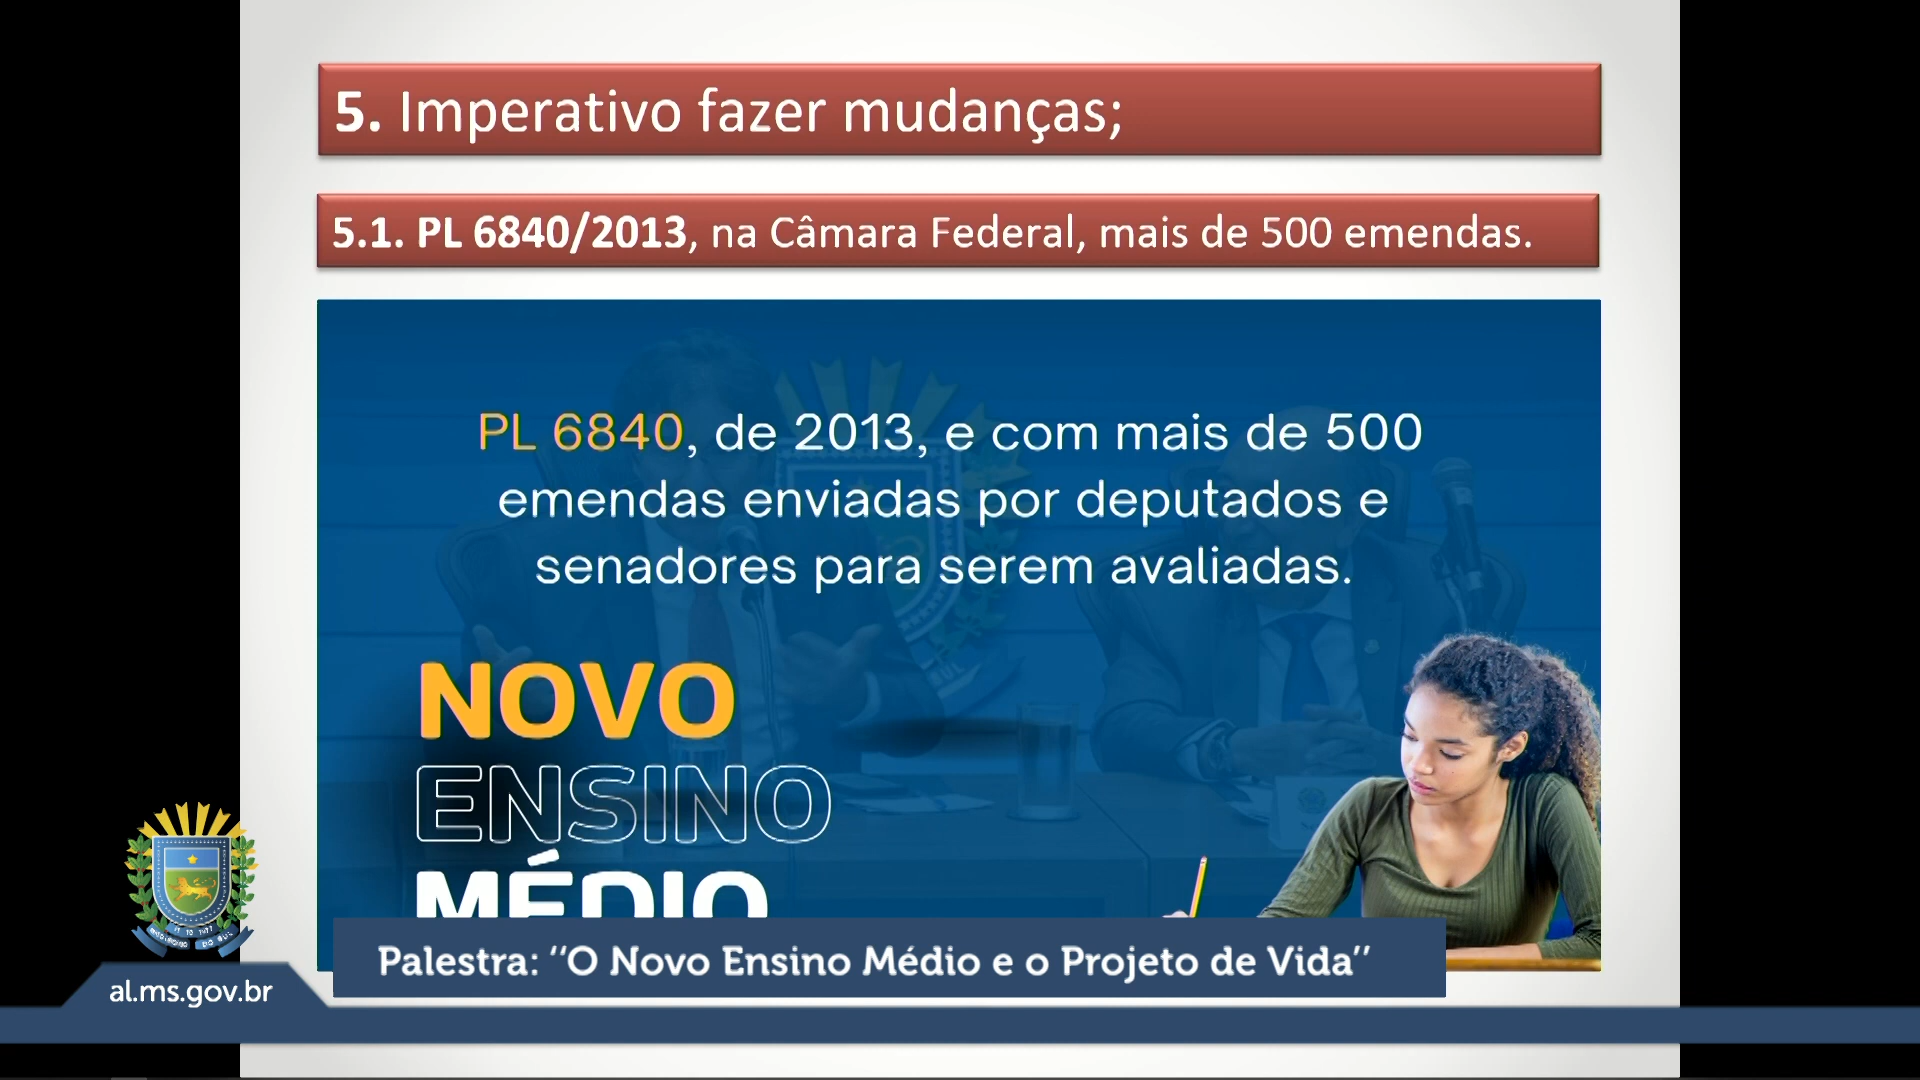 5. Imperativo fazer mudanças;
5.1. PL 6840/2013, na Câmara Federal, mais de 500 emendas.
PL 6840, de 2013, e com mais de 500
emendas enviadas por deputados e
senadores para serem avaliadas.
NOVO
ENSINO
MÉDIO
Palestra: ‘‘O Novo Ensino Médio e o Projeto de Vida’’
al.ms.gov.br